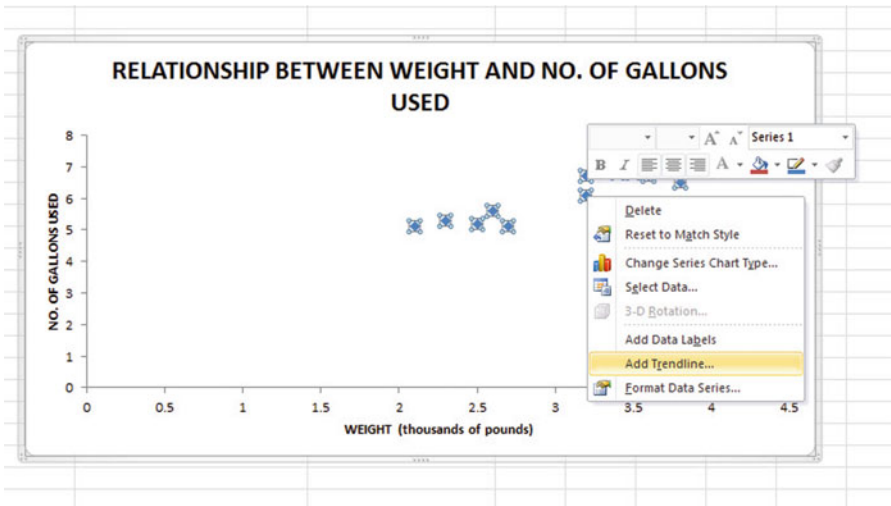 RELATIONSHIP BETWEEN WEIGHT AND NO. OF GALLONS
USED
Series 1
B I A
8
7
6
5
4
3
2
1
0
NO. OF GALLONS USED
Delete
Reset to Match Style
Change Series Chart Type...
Select Data...
3-D Rotation...
Add Data Labels
Add Trendline...
Format Data Series...
0 0.5 1 1.5 2 2.5 3 3.5 4 4.5
WEIGHT (thousands of pounds)